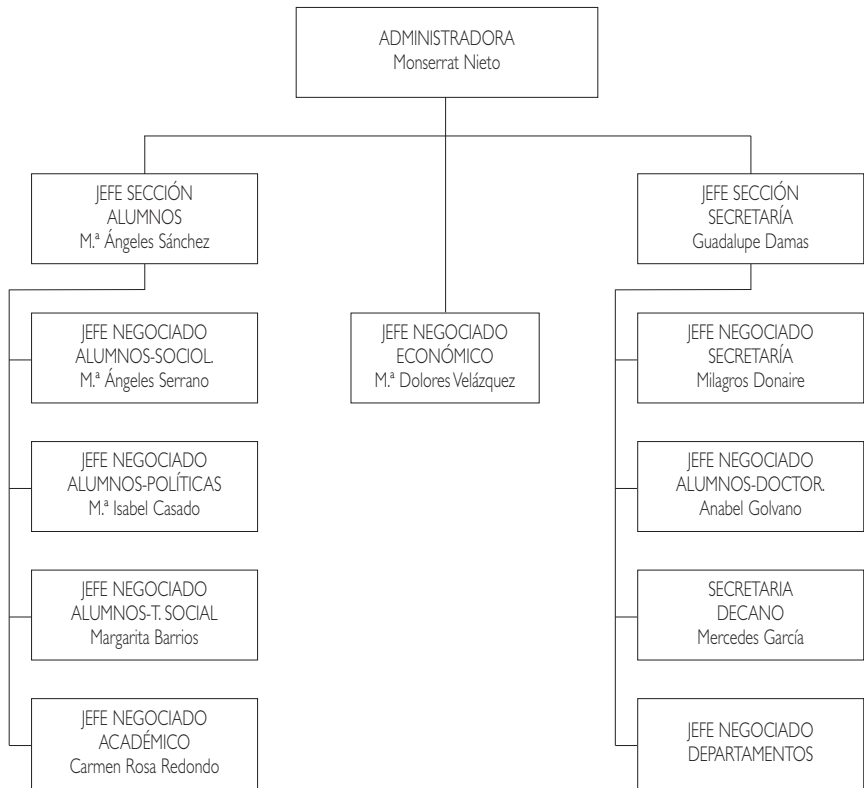 ADMINISTRADORA
Monserrat Nieto
JEFE SECCIÓN
ALUMNOS
M.ª Ángeles Sánchez
JEFE SECCIÓN
SECRETARÍA
Guadalupe Damas
JEFE NEGOCIADO
ALUMNOS-SOCIOL.
M.ª Ángeles Serrano
JEFE NEGOCIADO
ECONÓMICO
M.ª Dolores Velázquez
JEFE NEGOCIADO
SECRETARÍA
Milagros Donaire
JEFE NEGOCIADO
ALUMNOS-POLÍTICAS
M.ª Isabel Casado
JEFE NEGOCIADO
ALUMNOS-DOCTOR.
Anabel Golvano
JEFE NEGOCIADO
ALUMNOS-T. SOCIAL
Margarita Barrios
SECRETARIA
DECANO
Mercedes García
JEFE NEGOCIADO
ACADÉMICO
Carmen Rosa Redondo
JEFE NEGOCIADO
DEPARTAMENTOS